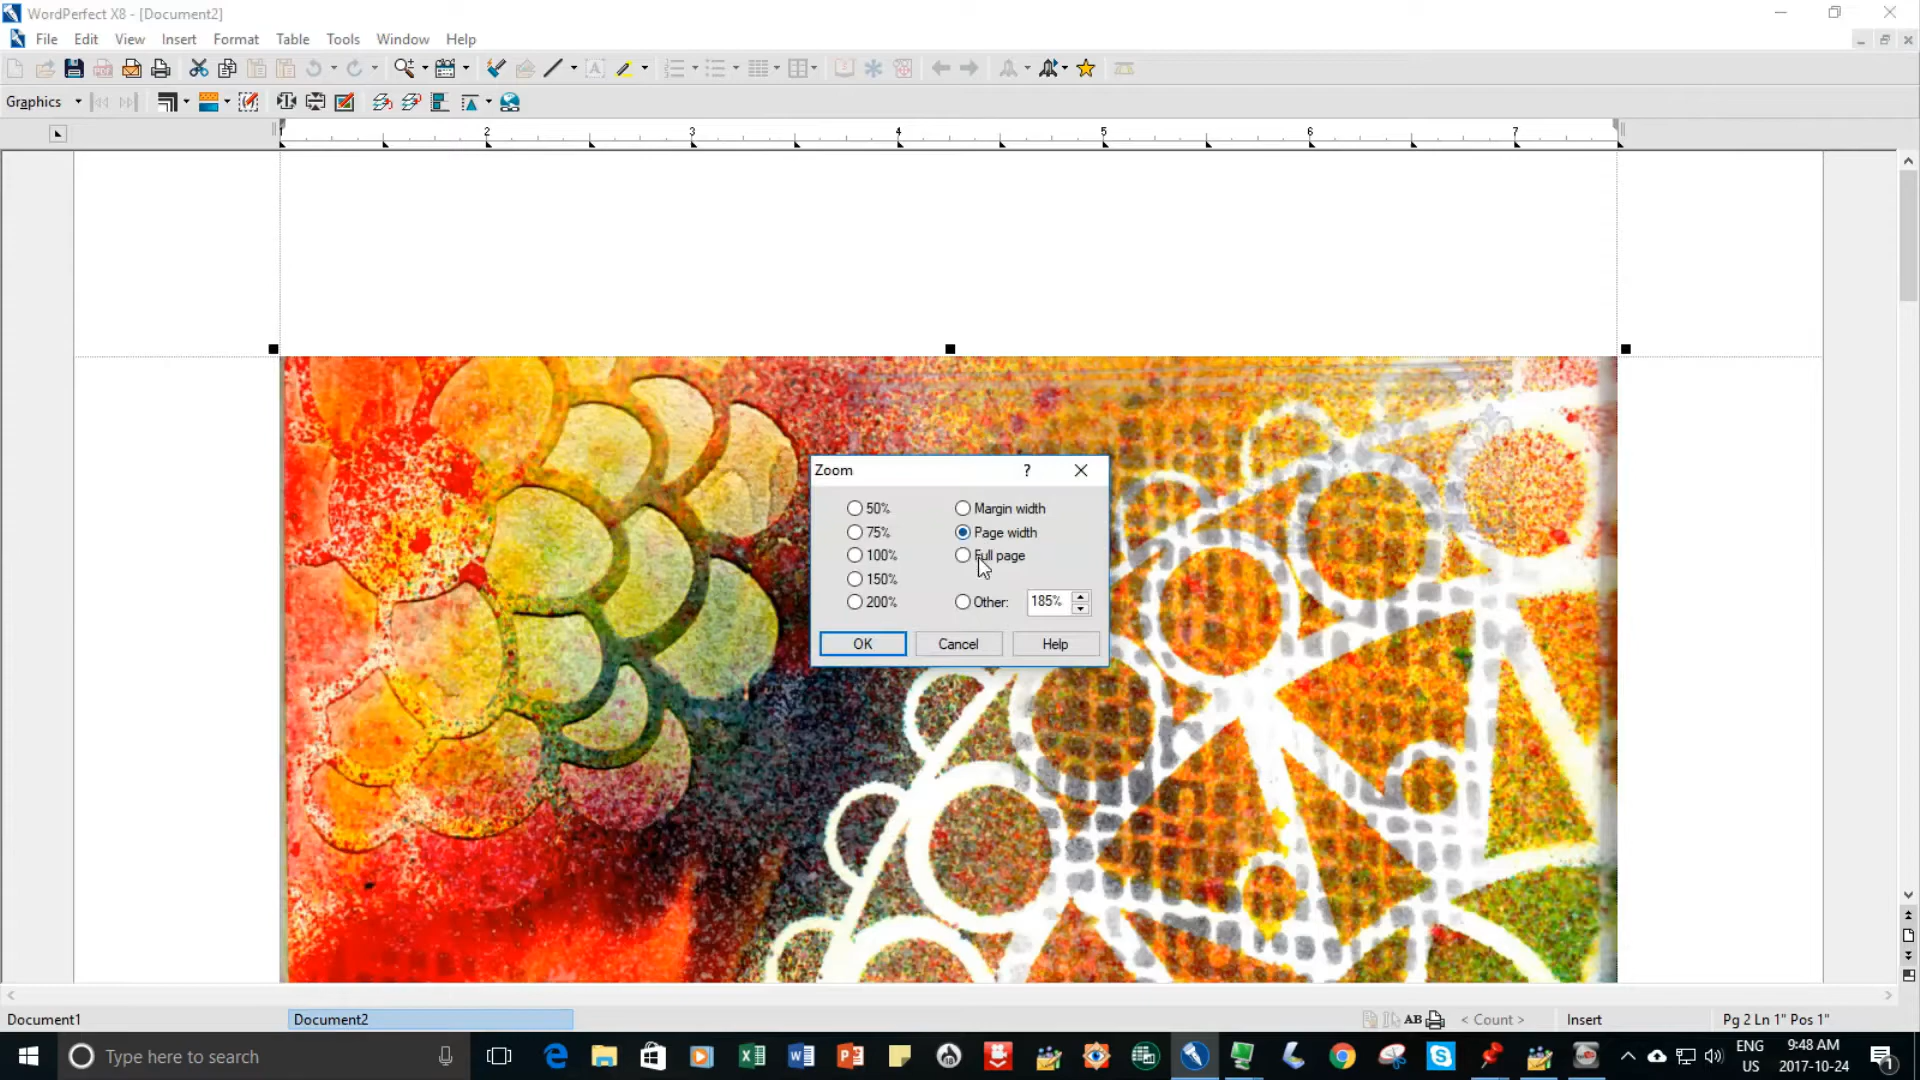 WordPerfect X8 - [Document2]
File Edit View Insert Format Table Tools Window Help
Graphics
1 2 3 4 5 6 7
Zoom ?
50% Margin width
75% Page width
100% Full page
150%
200% Other: 185%
OK Cancel Help
Document1 Document2 AB < Count > Insert Pg 2 Ln 1" Pos 1"
Type here to search
ENG
US
9:48 AM
2017-10-24
1